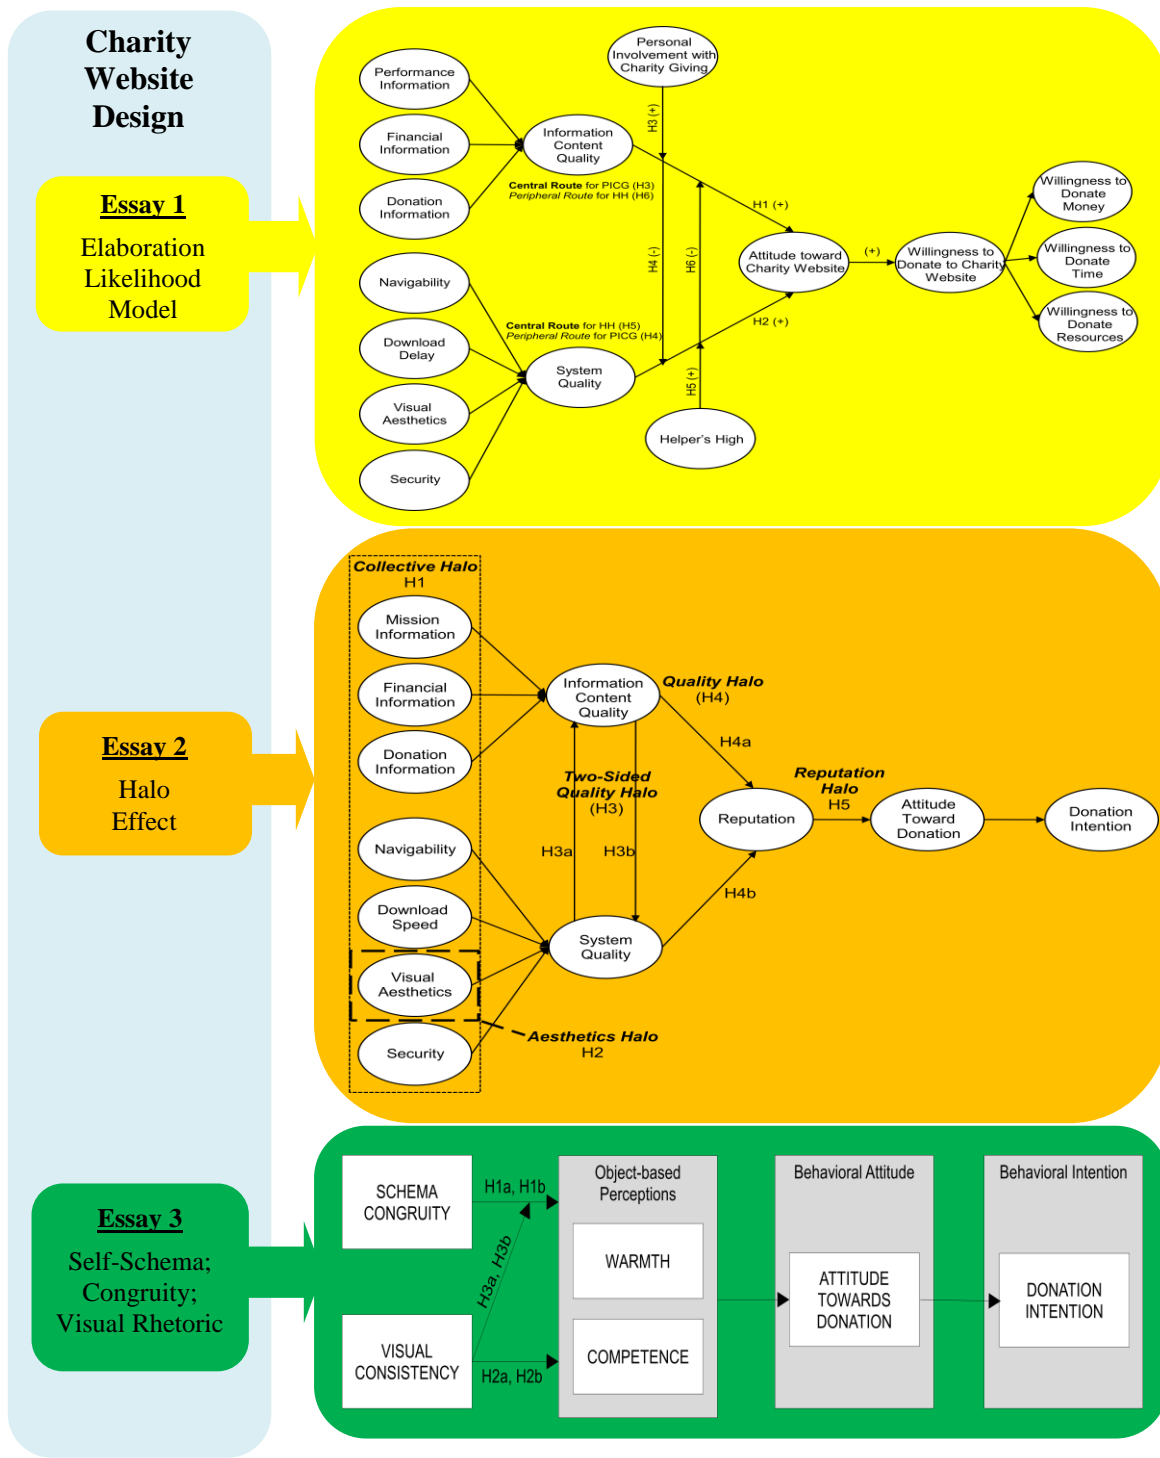 Charity
Website
Design
Essay 1
Elaboration
Likelihood
Model
Performance
Information
Financial
Information
Donation
Information
Navigability
Download
Delay
Visual
Aesthetics
Security
Information
Content
Quality
Central Route for PICG (H3)
Peripheral Route for HH (H6)
Central Route for HH (H5)
Peripheral Route for PICG (H4)
System
Quality
Personal
Involvement with
Charity Giving
H3 (+)
H4 (-)
H6 (-)
H5 (+)
Helper's High
H1 (+)
H2 (+)
Attitude toward
Charity Website
(+)
Willingness to
Donate to Charity
Website
Willingness to
Donate
Money
Willingness to
Donate
Time
Willingness to
Donate
Resources
Essay 2
Halo
Effect
Collective Halo
H1
Mission
Information
Financial
Information
Donation
Information
Navigability
Download
Speed
Visual
Aesthetics
Security
Aesthetics Halo
H2
Information
Content
Quality
Quality Halo
(H4)
H4a
Two-Sided
Quality Halo
(H3)
H3a
H3b
System
Quality
H4b
Reputation
Reputation
Halo
H5
Attitude
Toward
Donation
Donation
Intention
Essay 3
Self-Schema;
Congruity;
Visual Rhetoric
SCHEMA
CONGRUITY
VISUAL
CONSISTENCY
H1a, H1b
H3a, H3b
H2a, H2b
Object-based
Perceptions
WARMTH
COMPETENCE
Behavioral Attitude
ATTITUDE
TOWARDS
DONATION
Behavioral Intention
DONATION
INTENTION